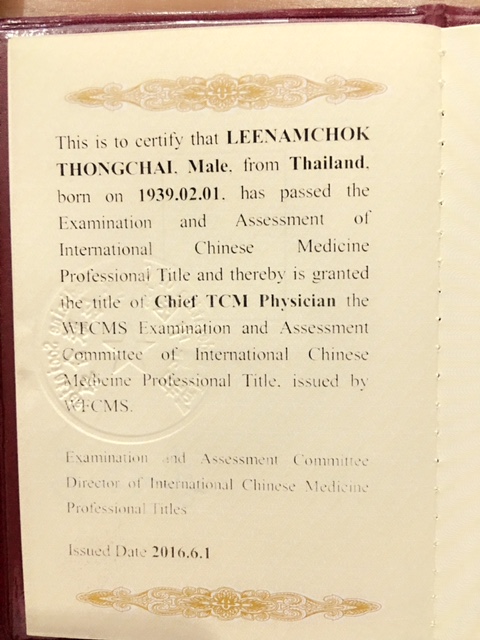 This is to certify that LEENAMCHOK
THONGCHAI, Male, from Thailand,
born on 1939.02.01, has passed the
Examination and Assessment of
International Chinese Medicine
Professional Title and thereby is granted
the title of Chief TCM Physician the
WFCMS Examination and Assessment
Committee of International Chinese
Medicine Professional Title, issued by
WFCMS.
Examination and Assessment Committee
Director of International Chinese Medicine
Professional Titles
Issued Date 2016.6.1